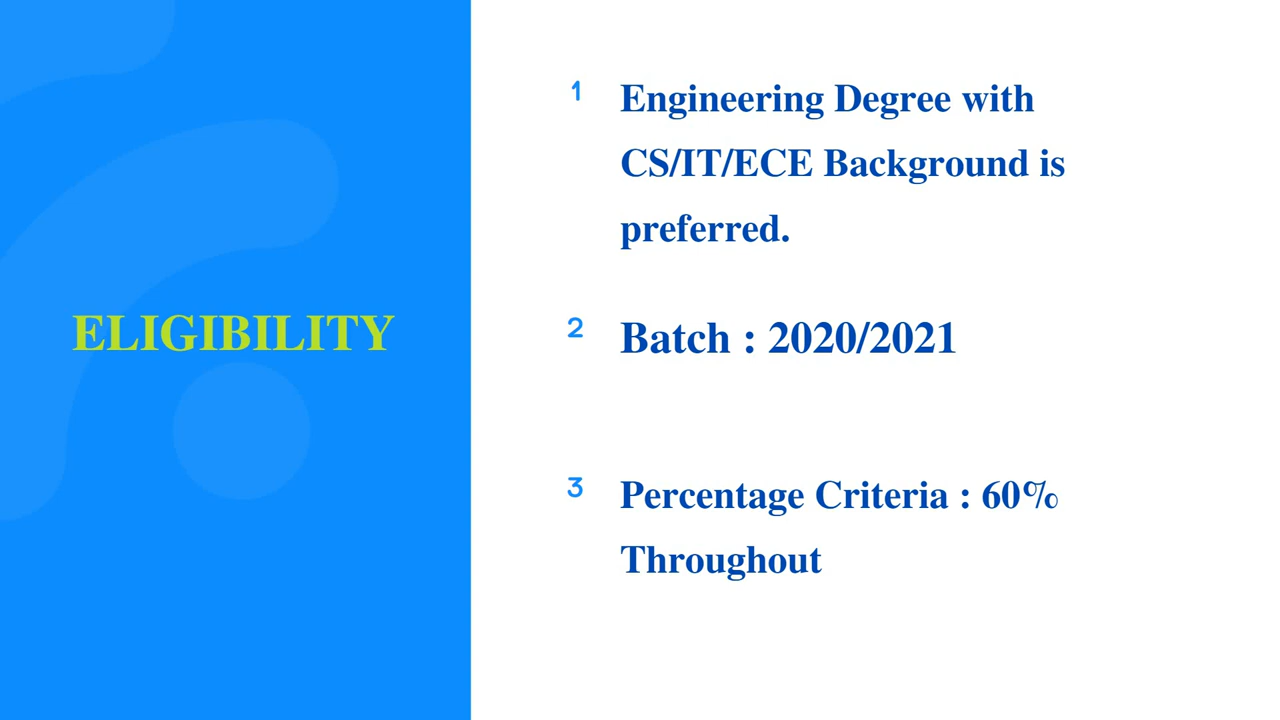 ELIGIBILITY
1 Engineering Degree with
CS/IT/ECE Background is
preferred.
2 Batch : 2020/2021
3 Percentage Criteria : 60%
Throughout